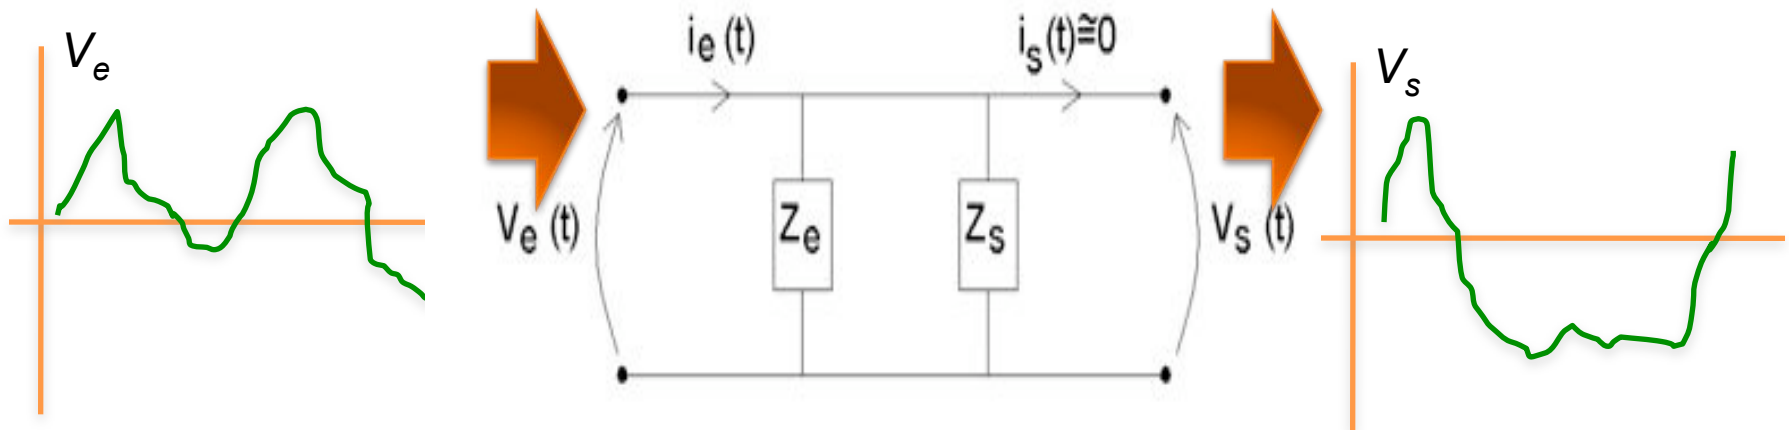 Ve
ie (t)
is (t)≅0
Vs
Ve (t)
Ze
Zs
Vs (t)